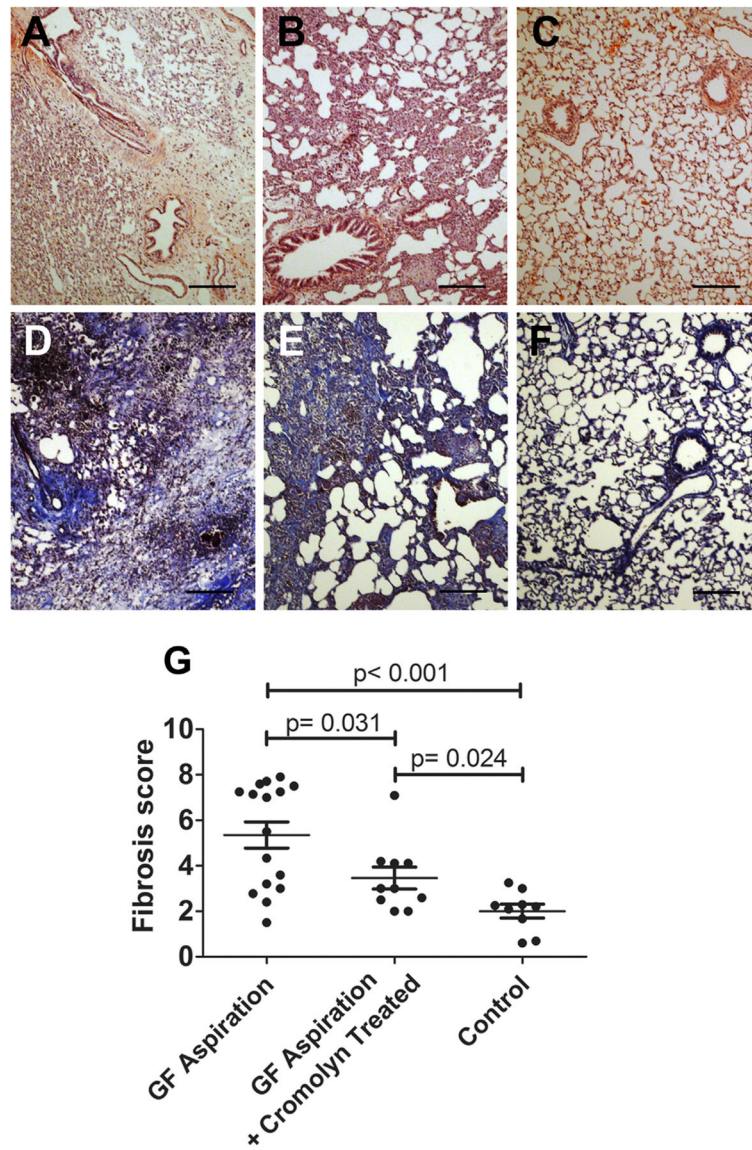 A
B
C
D
E
F
G
p< 0.001
p= 0.031
p= 0.024
Fibrosis score
10
8
6
4
2
0
GF Aspiration
GF Aspiration
+ Cromolyn Treated
Control